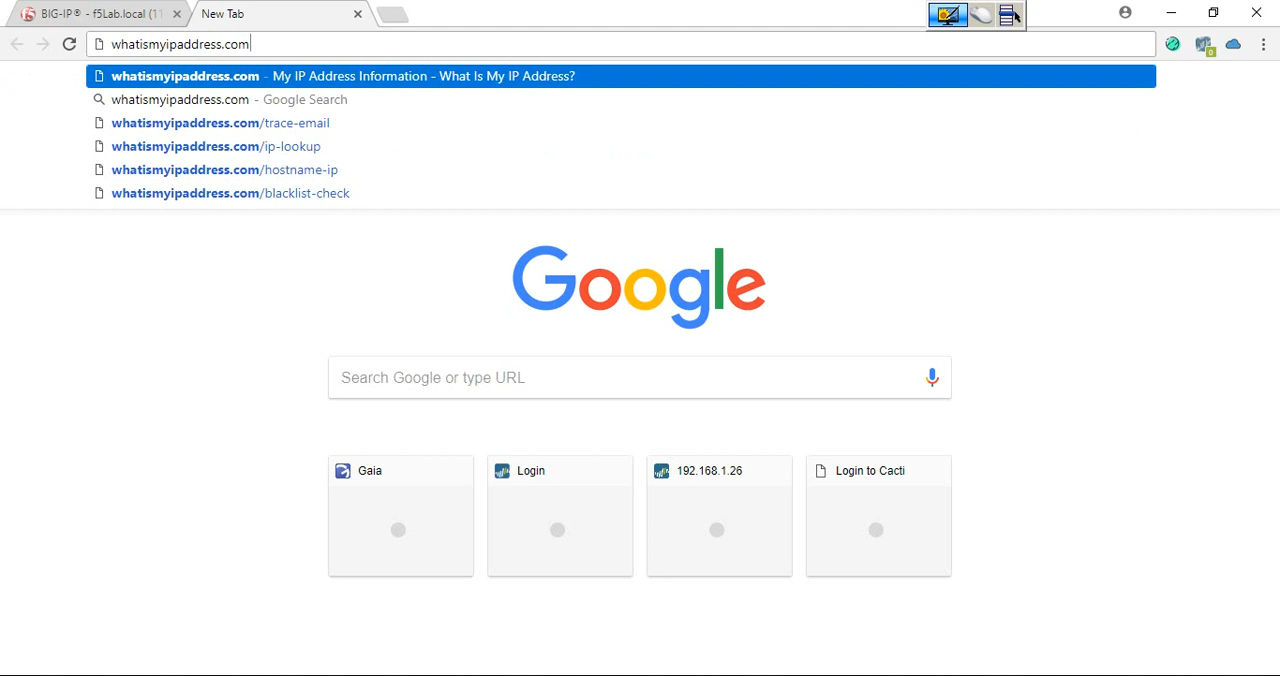 BIG-IP® - f5Lab.local (11
New Tab
whatismyipaddress.com
whatismyipaddress.com - My IP Address Information - What Is My IP Address?
whatismyipaddress.com - Google Search
whatismyipaddress.com/trace-email
whatismyipaddress.com/ip-lookup
whatismyipaddress.com/hostname-ip
whatismyipaddress.com/blacklist-check
Google
Search Google or type URL
Gaia
Login
192.168.1.26
Login to Cacti
0